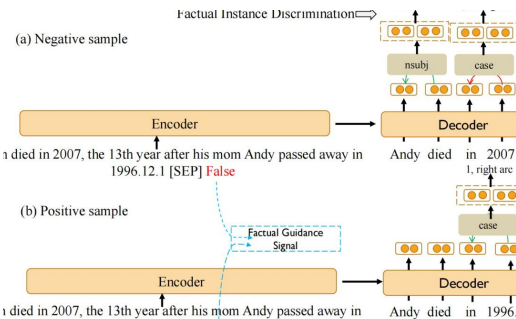 Factual Instance Discrimination
(a) Negative sample
nsubj case
Encoder Decoder
died in 2007, the 13th year after his mom Andy passed away in
1996.12.1 [SEP] False
Andy died in 2007
1, right arc
(b) Positive sample
Factual Guidance
Signal
case
Encoder Decoder
died in 2007, the 13th year after his mom Andy passed away in
Andy died in 1996.